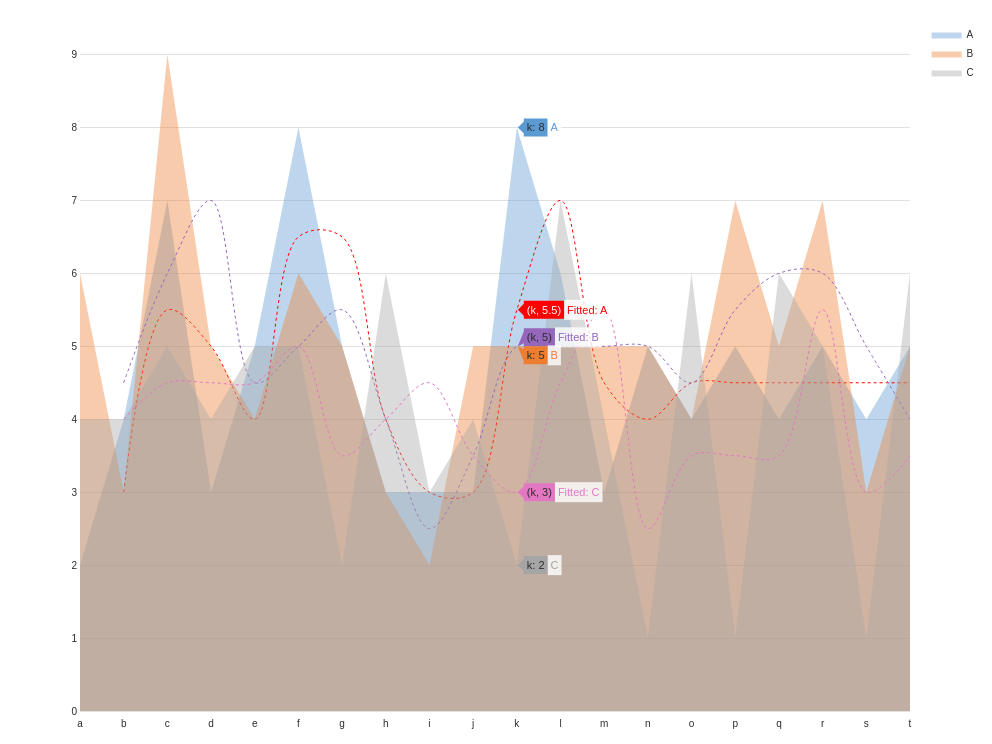 A
B
C
9
8
7
6
5
4
3
2
1
0
k: 8 A
(k, 5.5) Fitted: A
(k, 5) Fitted: B
k: 5 B
(k, 3) Fitted: C
k: 2 C
a b c d e f g h i j k l m n o p q r s t